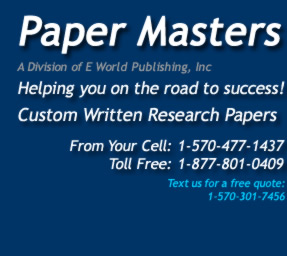 Paper Masters
A Division of E World Publishing, Inc
Helping you on the road to success!
Custom Written Research Papers
From Your Cell: 1-570-477-1437
Toll Free: 1-877-801-0409
Text us for a free quote:
1-570-301-7456